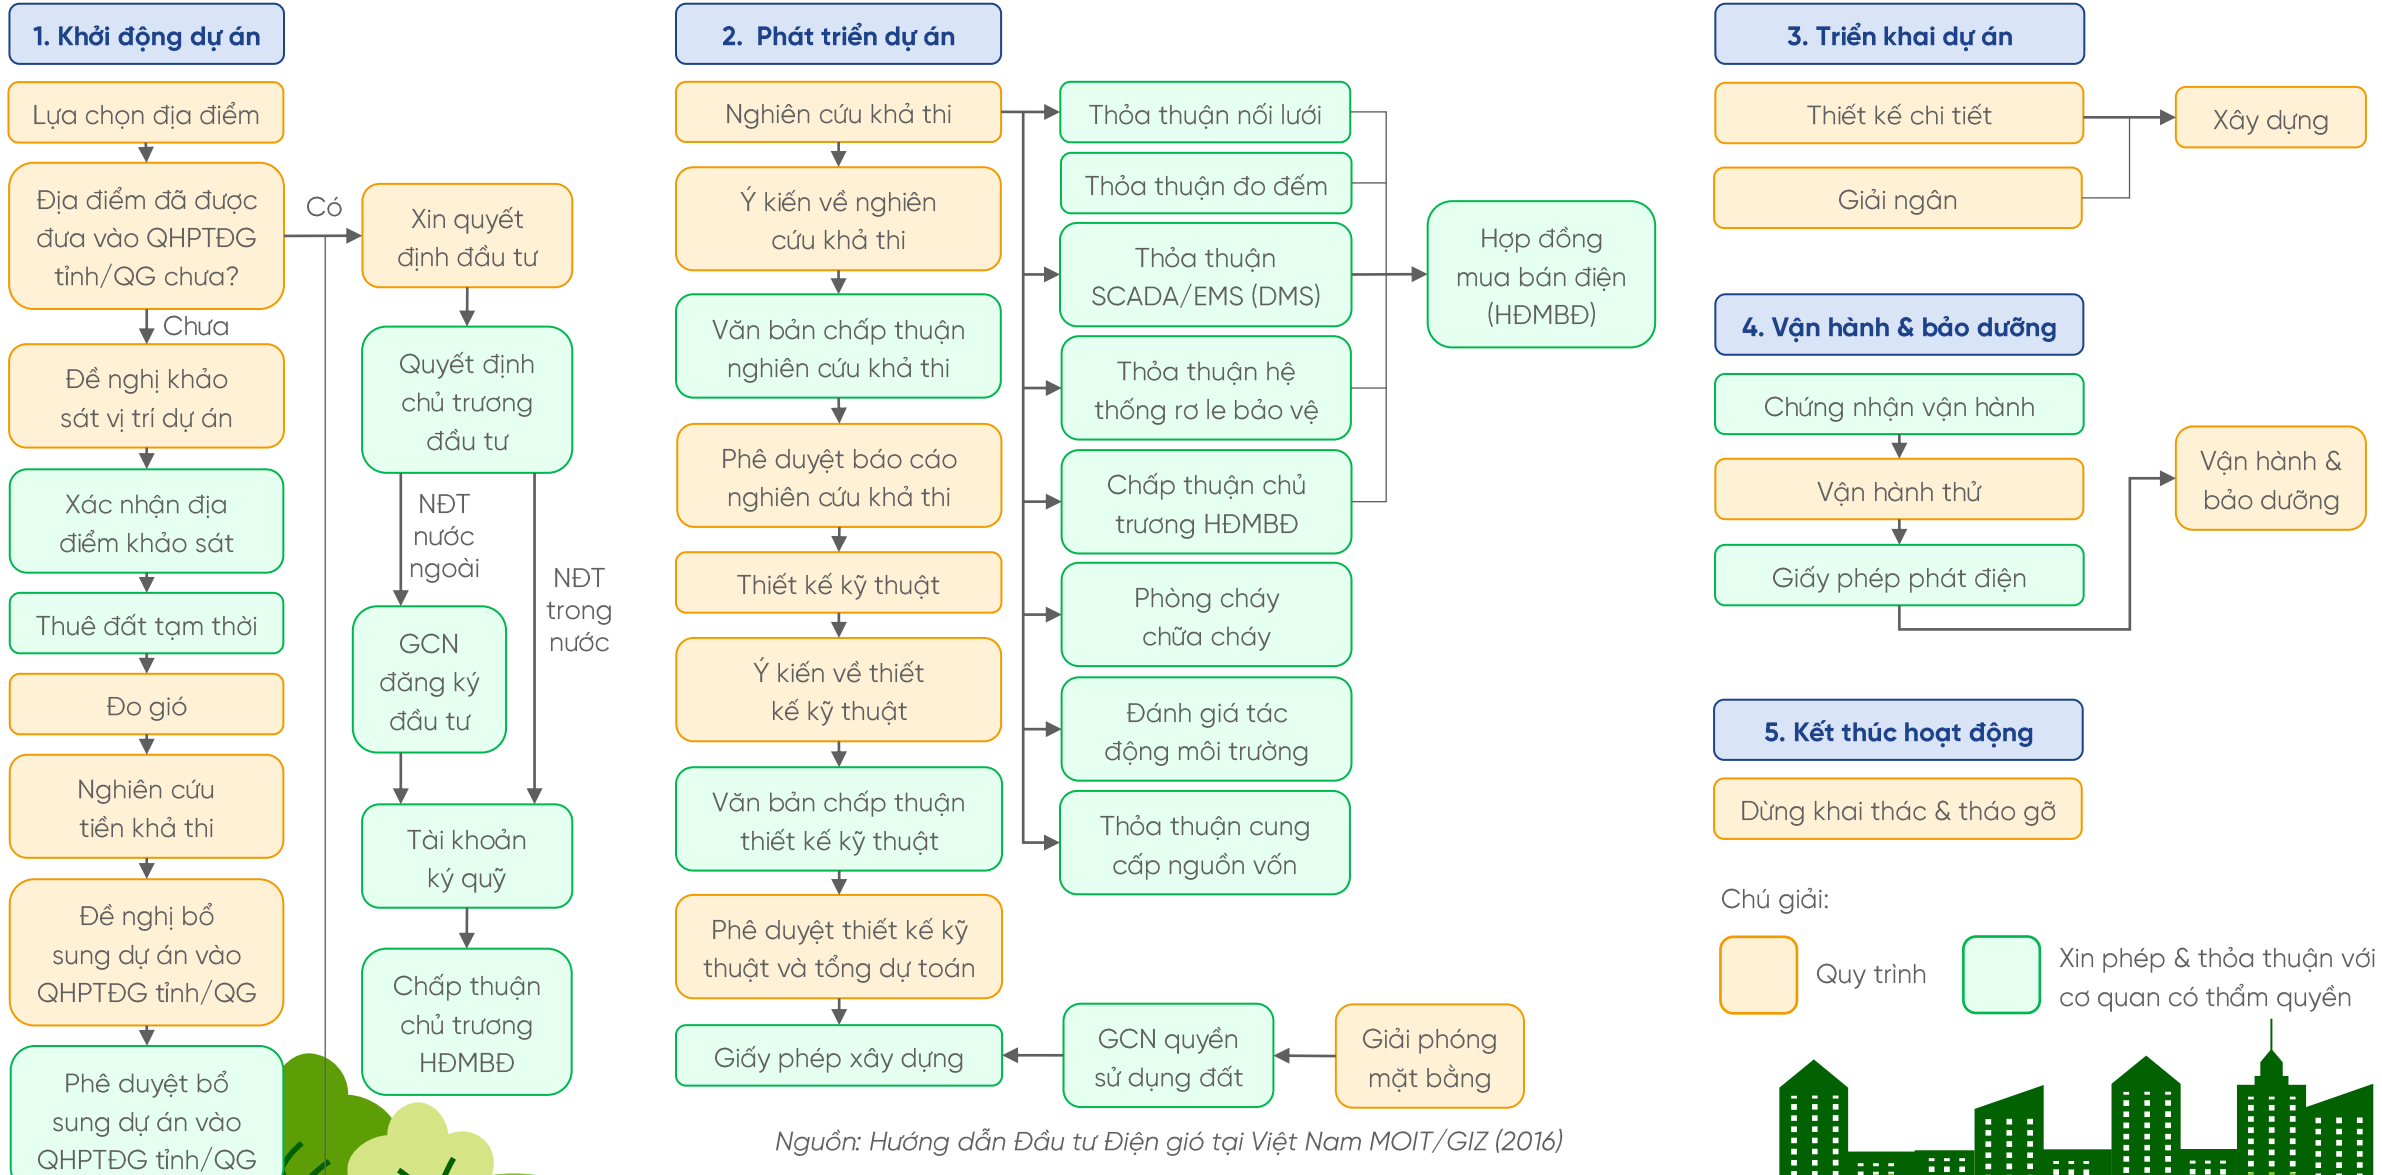 1. Khởi động dự án
Lựa chọn địa điểm
Địa điểm đã được
đưa vào QHPTĐG
tỉnh/QG chưa?
Có
Chưa
Đề nghị khảo
sát vị trí dự án
Xác nhận địa
điểm khảo sát
Thuê đất tạm thời
Đo gió
Nghiên cứu
tiền khả thi
Đề nghị bổ
sung dự án vào
QHPTĐG tỉnh/QG
Phê duyệt bổ
sung dự án vào
QHPTĐG tỉnh/QG
Xin quyết
định đầu tư
Quyết định
chủ trương
đầu tư
NĐT
nước
ngoài
NĐT
trong
nước
GCN
đăng ký
đầu tư
Tài khoản
ký quỹ
Chấp thuận
chủ trương
HĐMBĐ
2. Phát triển dự án
Nghiên cứu khả thi
Ý kiến về nghiên
cứu khả thi
Văn bản chấp thuận
nghiên cứu khả thi
Phê duyệt báo cáo
nghiên cứu khả thi
Thiết kế kỹ thuật
Ý kiến về thiết
kế kỹ thuật
Văn bản chấp thuận
thiết kế kỹ thuật
Phê duyệt thiết kế kỹ
thuật và tổng dự toán
Giấy phép xây dựng
Thỏa thuận nối lưới
Thỏa thuận đo đếm
Thỏa thuận
SCADA/EMS (DMS)
Thỏa thuận hệ
thống rơ le bảo vệ
Chấp thuận chủ
trương HĐMBĐ
Phòng cháy
chữa cháy
Đánh giá tác
động môi trường
Thỏa thuận cung
cấp nguồn vốn
GCN quyền
sử dụng đất
Giải phóng
mặt bằng
Hợp đồng
mua bán điện
(HĐMBĐ)
Nguồn: Hướng dẫn Đầu tư Điện gió tại Việt Nam MOIT/GIZ (2016)
3. Triển khai dự án
Thiết kế chi tiết
Giải ngân
Xây dựng
4. Vận hành & bảo dưỡng
Chứng nhận vận hành
Vận hành thử
Giấy phép phát điện
Vận hành &
bảo dưỡng
5. Kết thúc hoạt động
Dừng khai thác & tháo gỡ
Chú giải:
Quy trình
Xin phép & thỏa thuận với
cơ quan có thẩm quyền